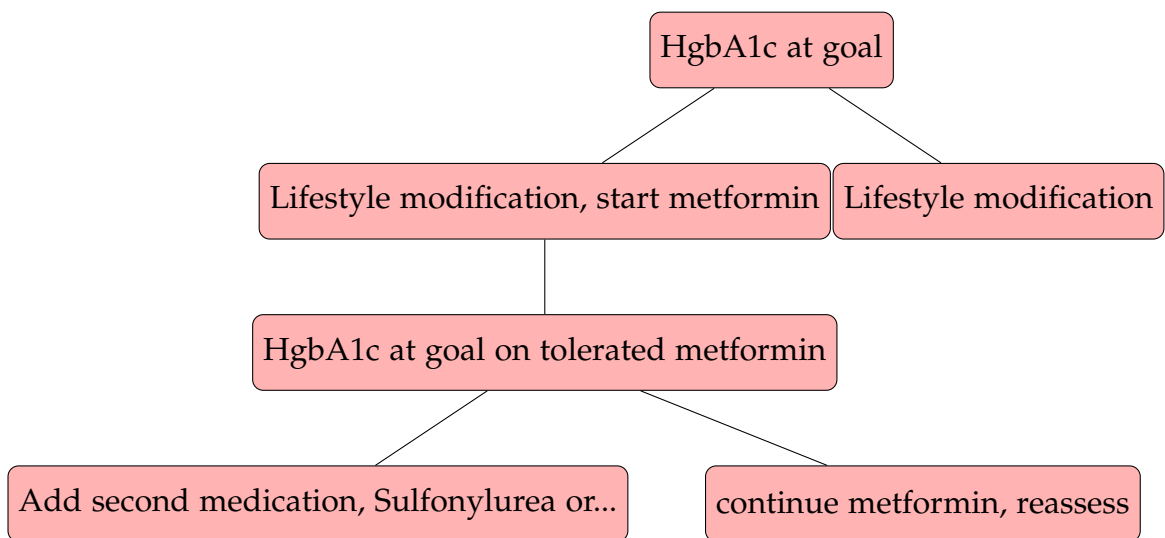 HgbA1c at goal
Lifestyle modification, start metformin
Lifestyle modification
HgbA1c at goal on tolerated metformin
Add second medication, Sulfonylurea or...
continue metformin, reassess